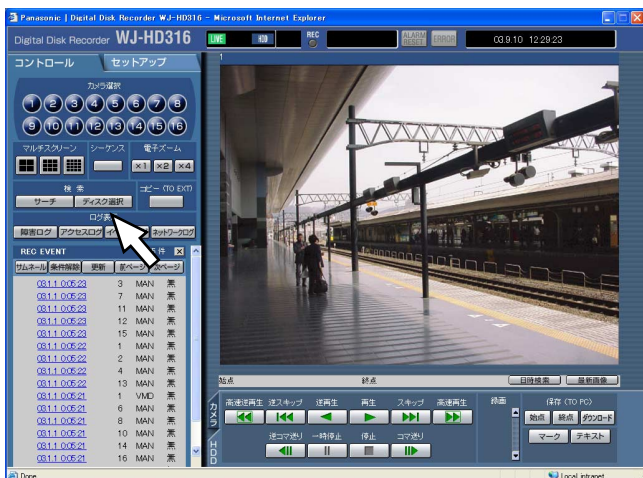 Panasonic | Digital Disk Recorder WJ-HD316 - Microsoft Internet Explorer
Digital Disk Recorder WJ-HD316
LIVE HDD REC ALARM RESET ERROR 03.9.10 12:29:23
コントロール セットアップ
1
カメラ選択
1 2 3 4 5 6 7 8
9 10 11 12 13 14 15 16
マルチスクリーン シーケンス 電子ズーム
×1 ×2 ×4
検 索 コピー (TO EXT)
サーチ ディスク選択
ログ表
障害ログ アクセスログ ネットワークログ
REC EVENT 件
サムネール 条件解除 更新 前ページ 次ページ
03.1.1 0:05:23 3 MAN 無
03.1.1 0:05:23 7 MAN 無
03.1.1 0:05:23 11 MAN 無
03.1.1 0:05:23 12 MAN 無
03.1.1 0:05:23 15 MAN 無
03.1.1 0:05:22 1 MAN 無
03.1.1 0:05:22 2 MAN 無
03.1.1 0:05:22 4 MAN 無
03.1.1 0:05:22 13 MAN 無
03.1.1 0:05:21 1 VMD 無
03.1.1 0:05:21 6 MAN 無
03.1.1 0:05:21 8 MAN 無
03.1.1 0:05:21 10 MAN 無
03.1.1 0:05:21 14 MAN 無
03.1.1 0:05:21 16 MAN 無
始点 終点 日時検索 最新画像
カメラ
HDD
高速逆再生 逆スキップ 逆再生 再生 スキップ 高速再生
逆コマ送り 一時停止 停止 コマ送り
録画
保存 (TO PC)
始点 終点 ダウンロード
マーク テキスト
Done Local intranet